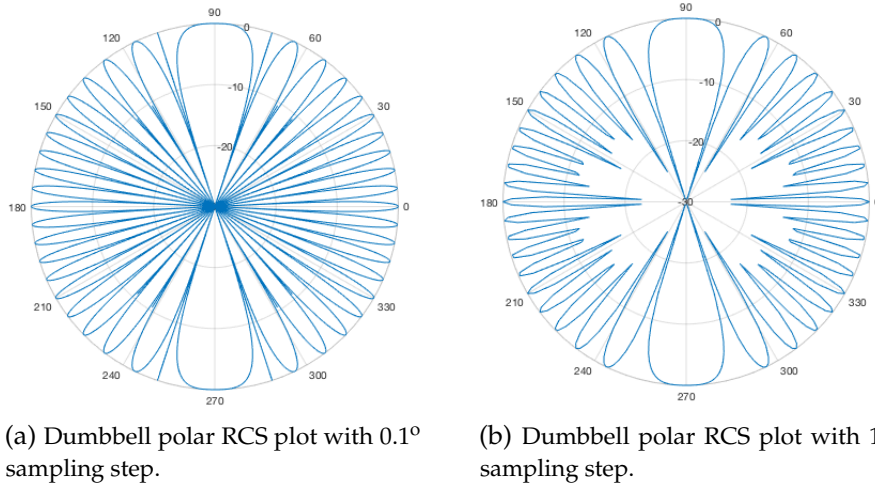 90
120 0 60
-10
150 30
-20
180 0
210 330
240 300
270
90
120 0 60
-10
150 30
-20
180 -30
210 330
240 300
270
(a) Dumbbell polar RCS plot with 0.1º
sampling step.
(b) Dumbbell polar RCS plot with 1
sampling step.